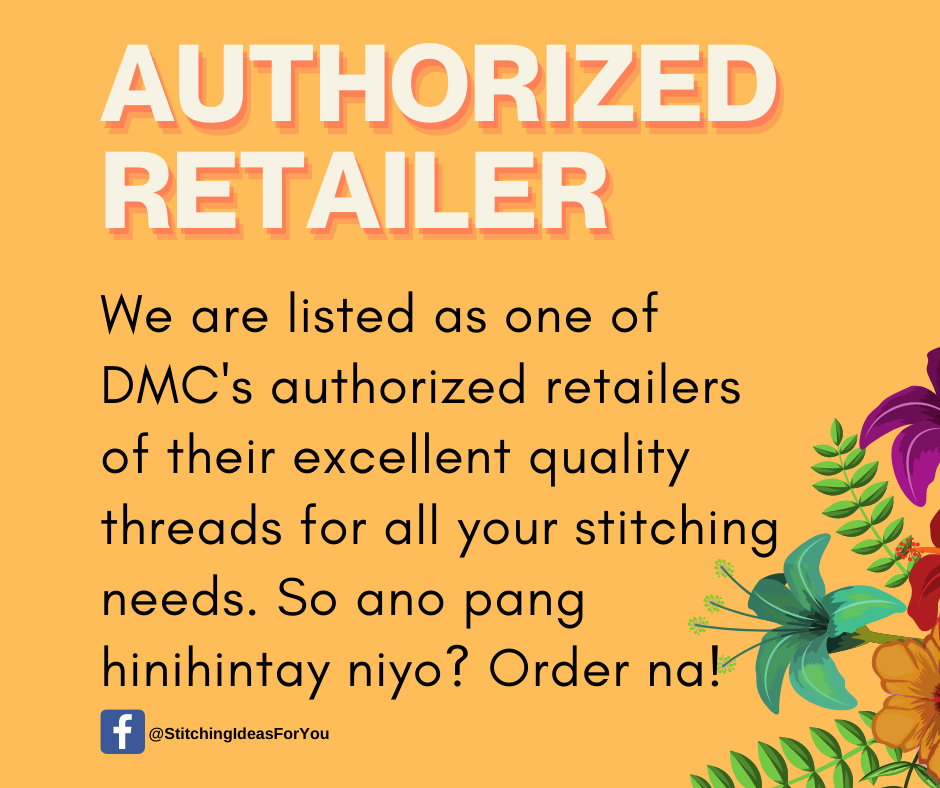 AUTHORIZED
RETAILER
We are listed as one of
DMC's authorized retailers
of their excellent quality
threads for all your stitching
needs. So ano pang
hinihintay niyo? Order na!
@StitchingIdeasForYou